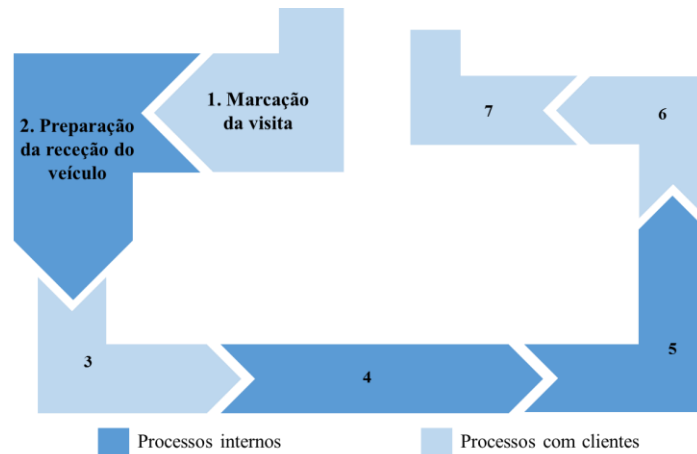 1. Marcação
da visita
2. Preparação
da receção do
veículo
3
4
5
6
7
Processos internos
Processos com clientes